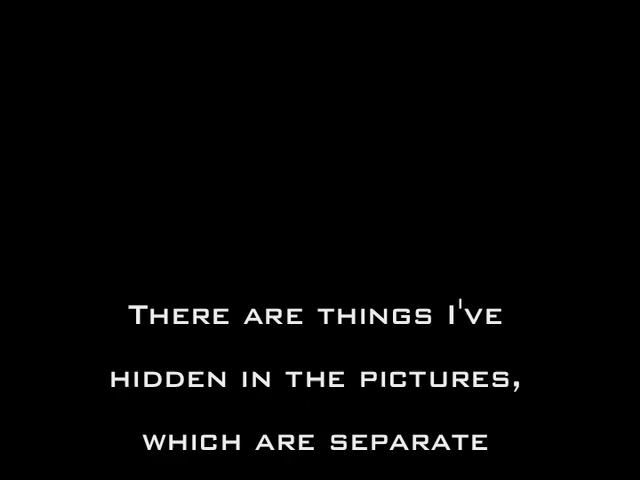 There are things I've
hidden in the pictures,
which are separate